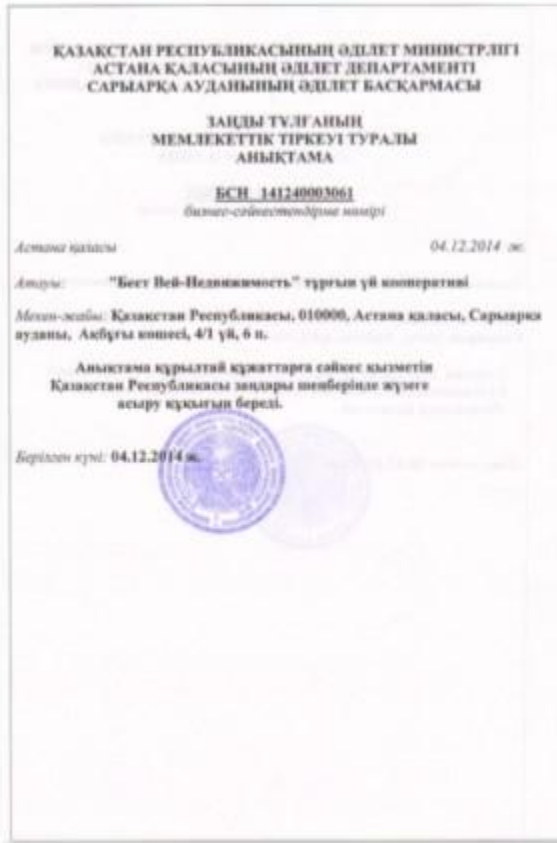 ҚАЗАҚСТАН РЕСПУБЛИКАСЫНЫҢ ӘДІЛЕТ МИНИСТРЛІГІ
АСТАНА ҚАЛАСЫНЫҢ ӘДІЛЕТ ДЕПАРТАМЕНТІ
САРЫАРҚА АУДАНЫНЫҢ ӘДІЛЕТ БАСҚАРМАСЫ
ЗАҢДЫ ТҰЛҒАНЫҢ
МЕМЛЕКЕТТІК ТІРКЕУІ ТУРАЛЫ
АНЫҚТАМА
БСН 141240003061
бизнес-сәйкестендірме нөмірі
Астана қаласы 04.12.2014 ж.
Атауы: "Бест Вей-Недвижимость" тұрғын үй кооперативі
Мекен-жайы: Қазақстан Республикасы, 010000, Астана қаласы, Сарыарқа
ауданы, Ақбұғы көшесі, 4/1 үй, 6 п.
Анықтама құрылтай құжаттарға сәйкес қызметін
Қазақстан Республикасы заңдары шеңберінде жүзеге
асыру құқығын береді.
Берілген күні: 04.12.2014 ж.